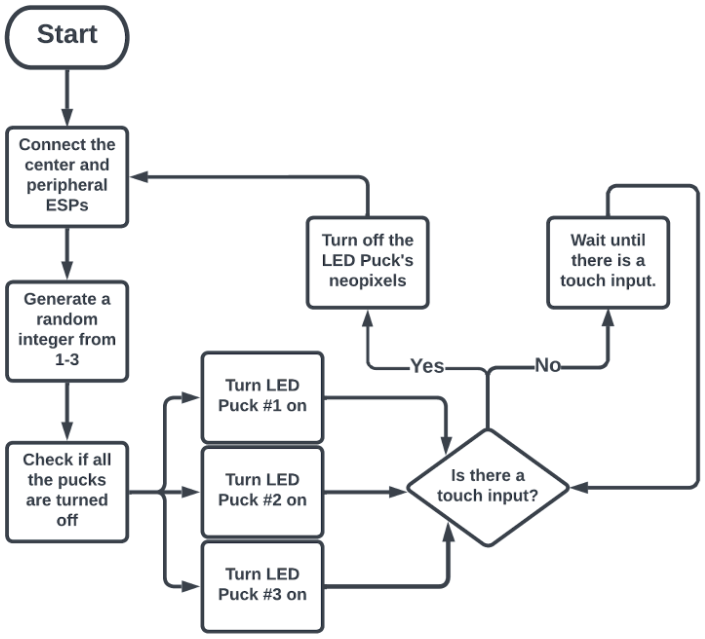 Start
Connect the
center and
peripheral
ESPs
Generate a
random
integer from
1-3
Check if all
the pucks
are turned
off
Turn LED
Puck #1 on
Turn LED
Puck #2 on
Turn LED
Puck #3 on
Is there a
touch input?
Yes
No
Turn off the
LED Puck's
neopixels
Wait until
there is a
touch input.